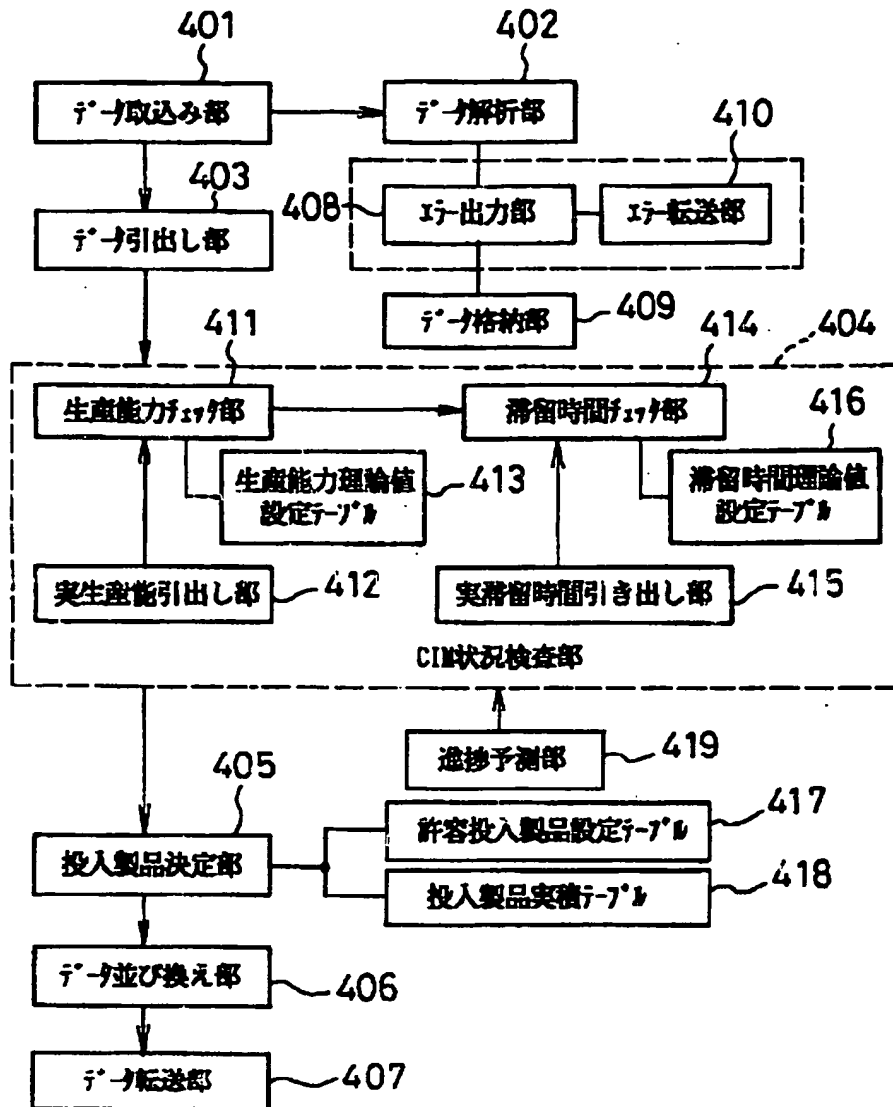 401
402
ﾃﾞｰﾀ取込み部
ﾃﾞｰﾀ解析部
410
403
408
ｴﾗｰ出力部
ｴﾗｰ転送部
ﾃﾞｰﾀ引出し部
データ格納部
409
411
414
404
生産能力ﾁｪｯｸ部
滞留時間ﾁｪｯｸ部
416
生産能力理論値
設定ﾃｰﾌﾞﾙ
413
滞留時間理論値
設定ﾃｰﾌﾞﾙ
実生産能引出し部
412
実滞留時間引き出し部
415
CIM状況検査部
進捗予測部
419
405
417
許容投入製品設定ﾃｰﾌﾞﾙ
投入製品決定部
投入製品実積ﾃｰﾌﾞﾙ
418
ﾃﾞｰﾀ並び換え部
406
ﾃﾞｰﾀ転送部
407